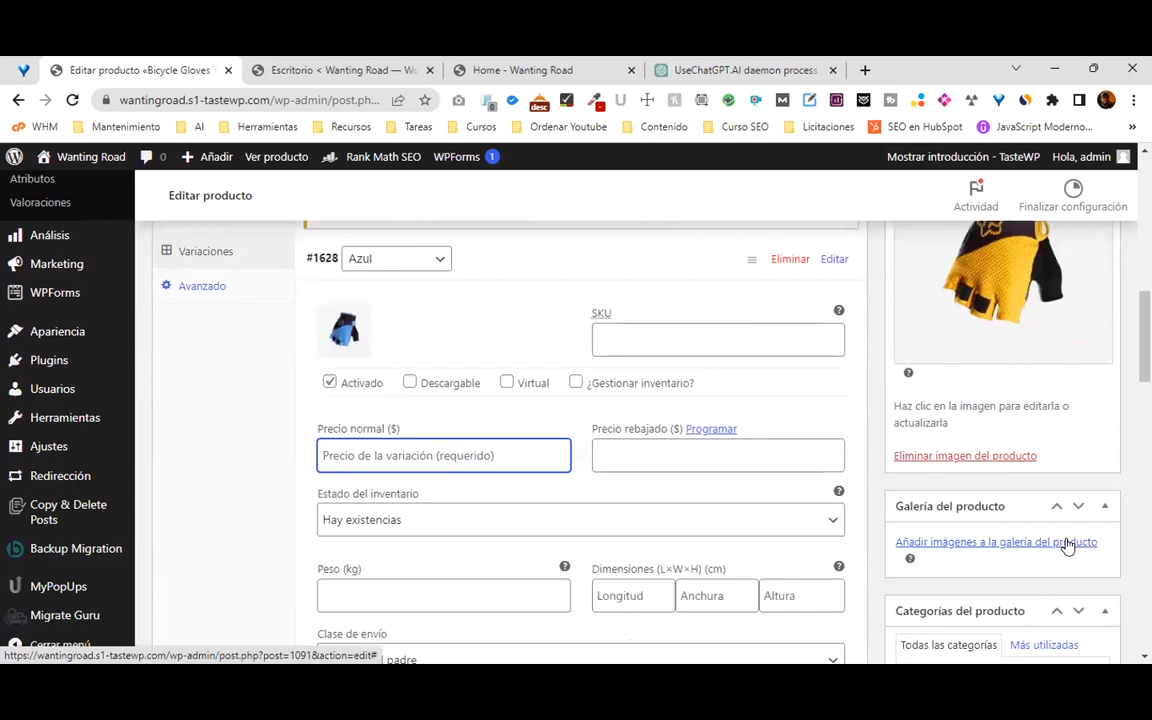 Editar producto «Bicycle Gloves
Escritorio < Wanting Road — Wo
Home - Wanting Road
UseChatGPT.AI daemon process
wantingroad.s1-tastewp.com/wp-admin/post.ph...
WHM
Mantenimiento
AI
Herramientas
Recursos
Tareas
Cursos
Ordenar Youtube
Contenido
Curso SEO
Licitaciones
SEO en HubSpot
JavaScript Moderno...
Wanting Road
0
Añadir
Ver producto
Rank Math SEO
WPForms 1
Mostrar introducción - TasteWP
Hola, admin
Atributos
Valoraciones
Análisis
Marketing
WPForms
Apariencia
Plugins
Usuarios
Herramientas
Ajustes
Redirección
Copy & Delete
Posts
Backup Migration
MyPopUps
Migrate Guru
Cerrar menú
Editar producto
Actividad
Finalizar configuración
Variaciones
Avanzado
#1628 Azul
Eliminar
Editar
SKU
Activado
Descargable
Virtual
¿Gestionar inventario?
Precio normal ($)
Precio rebajado ($) Programar
Precio de la variación (requerido)
Estado del inventario
Hay existencias
Peso (kg)
Dimensiones (L×W×H) (cm)
Longitud
Anchura
Altura
Clase de envío
padre
Haz clic en la imagen para editarla o
actualizarla
Eliminar imagen del producto
Galería del producto
Añadir imágenes a la galería del producto
Categorías del producto
Todas las categorías
Más utilizadas
https://wantingroad.s1-tastewp.com/wp-admin/post.php?post=1091&action=edit#